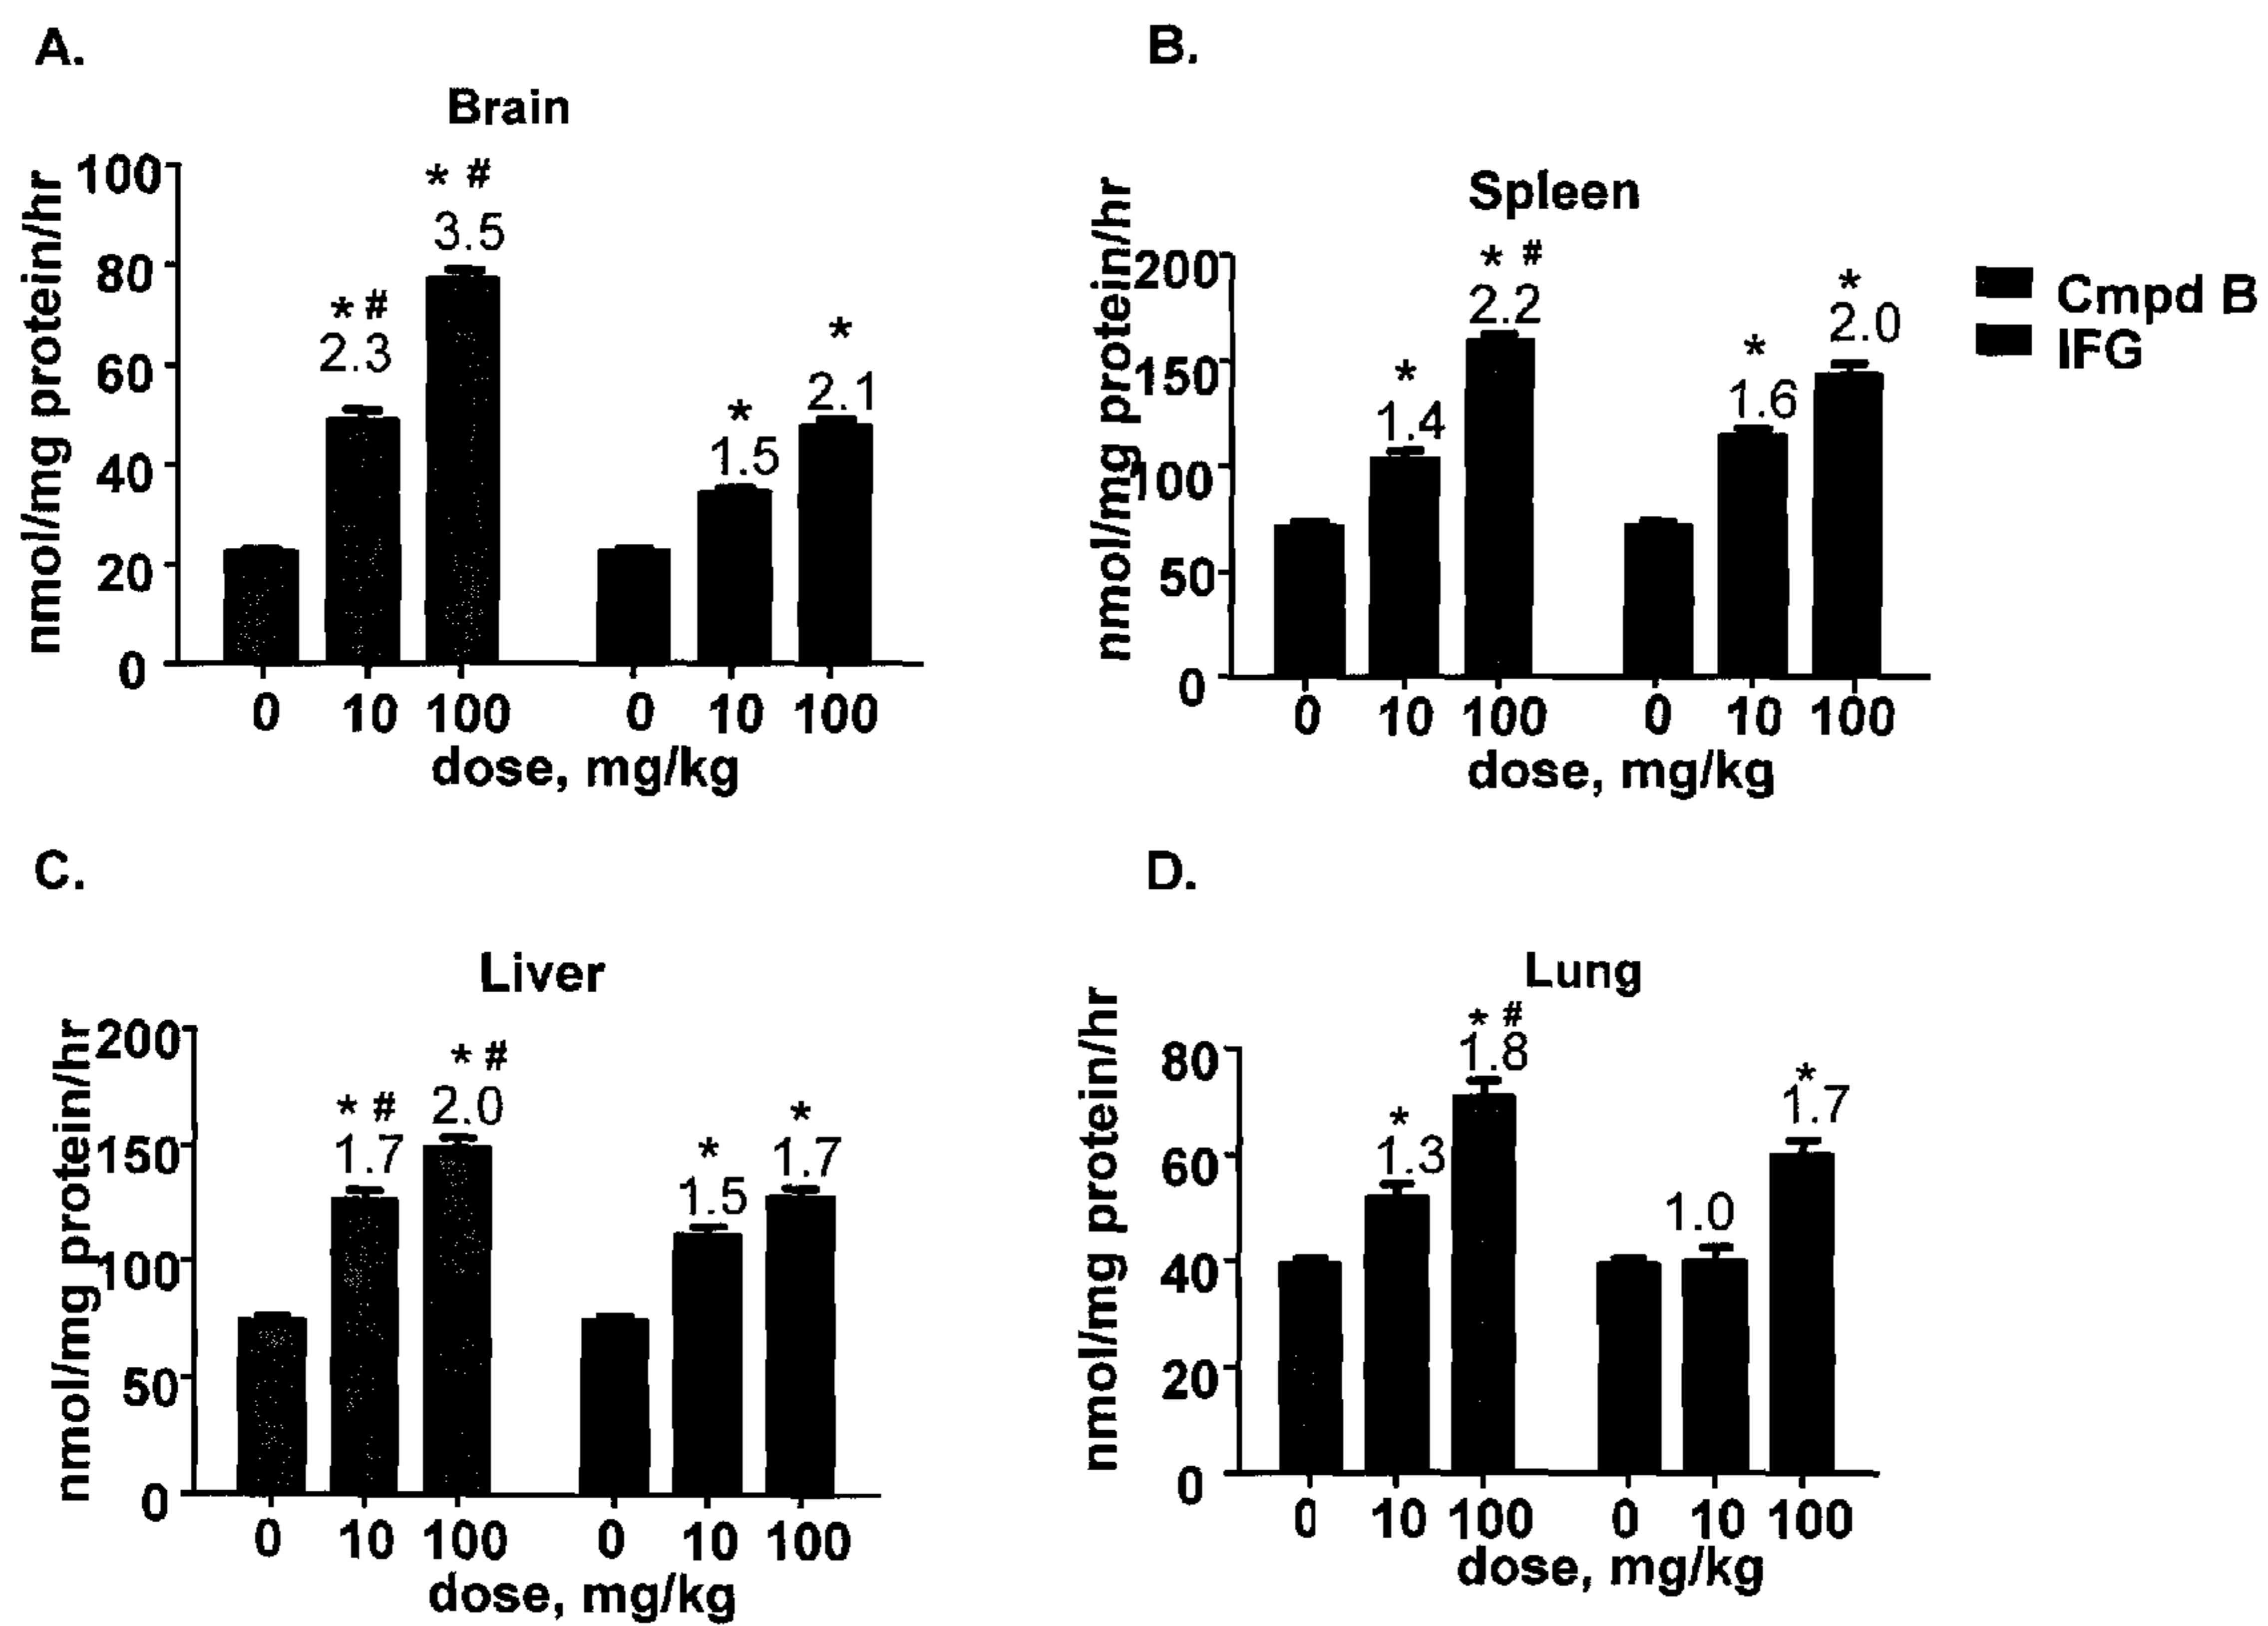 A.
Brain
nmol/mg protein/hr
100
80
60
40
20
0
* #
3.5
* #
2.3
*
2.1
*
1.5
0 10 100 0 10 100
dose, mg/kg
B.
Spleen
nmol/mg protein/hr
200
150
100
50
0
* #
2.2
*
1.4
*
2.0
*
1.6
0 10 100 0 10 100
dose, mg/kg
Cmpd B
IFG
C.
Liver
nmol/mg protein/hr
200
150
100
50
0
* #
2.0
* #
1.7
*
1.7
*
1.5
0 10 100 0 10 100
dose, mg/kg
D.
Lung
nmol/mg protein/hr
80
60
40
20
0
* #
1.8
*
1.3
*
1.7
1.0
0 10 100 0 10 100
dose, mg/kg